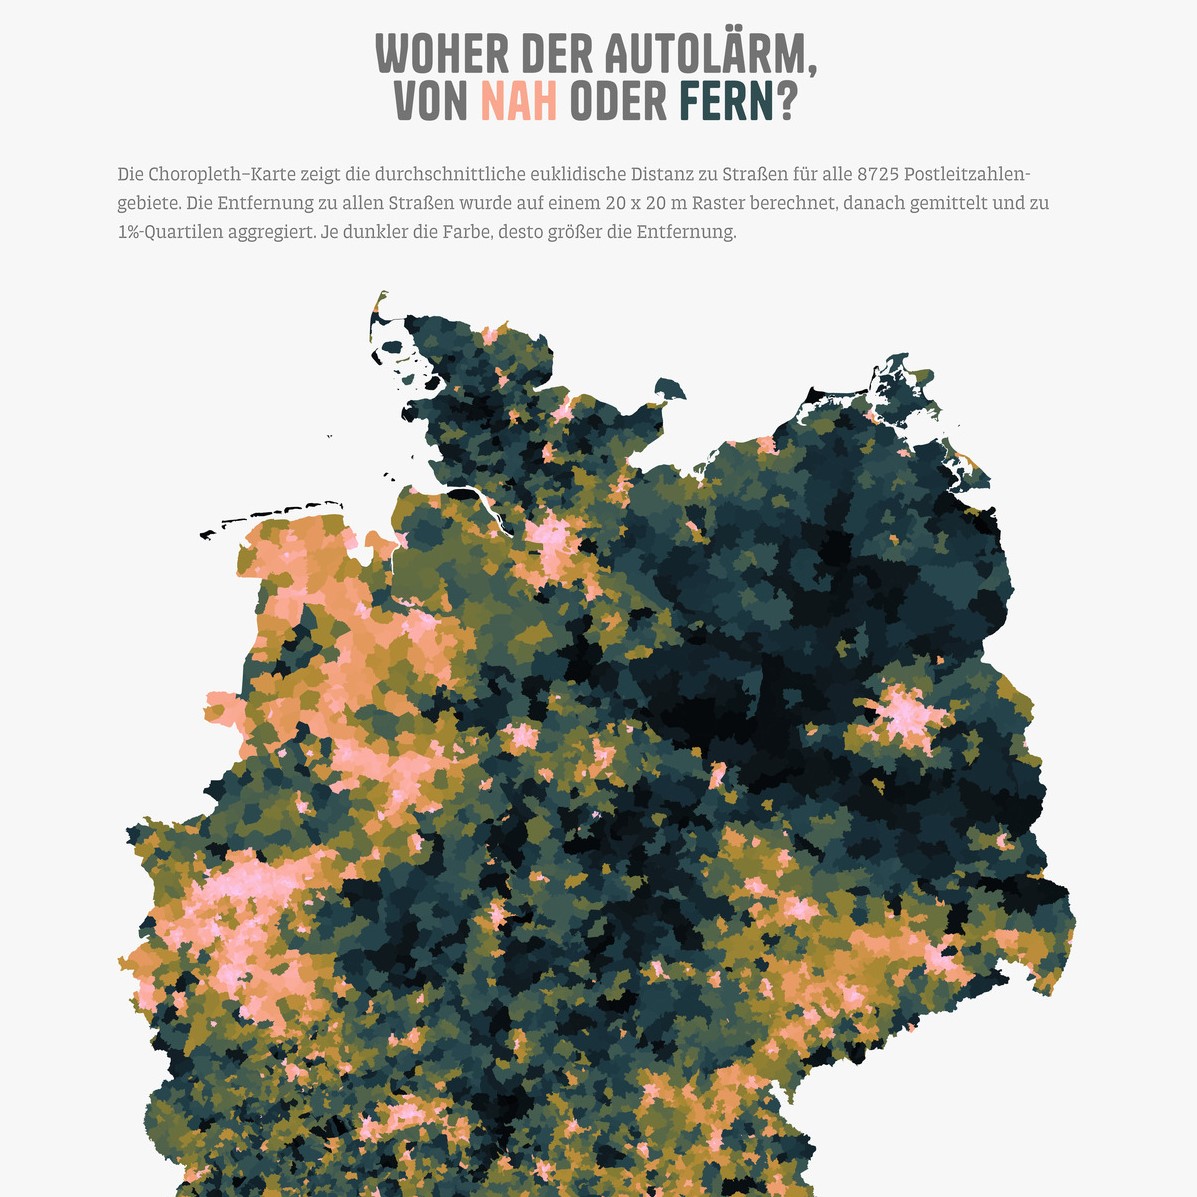 WOHER DER AUTOLÄRM,
VON NAH ODER FERN?
Die Choropleth-Karte zeigt die durchschnittliche euklidische Distanz zu Straßen für alle 8725 Postleitzahlen-
gebiete. Die Entfernung zu allen Straßen wurde auf einem 20 x 20 m Raster berechnet, danach gemittelt und zu
1%-Quartilen aggregiert. Je dunkler die Farbe, desto größer die Entfernung.